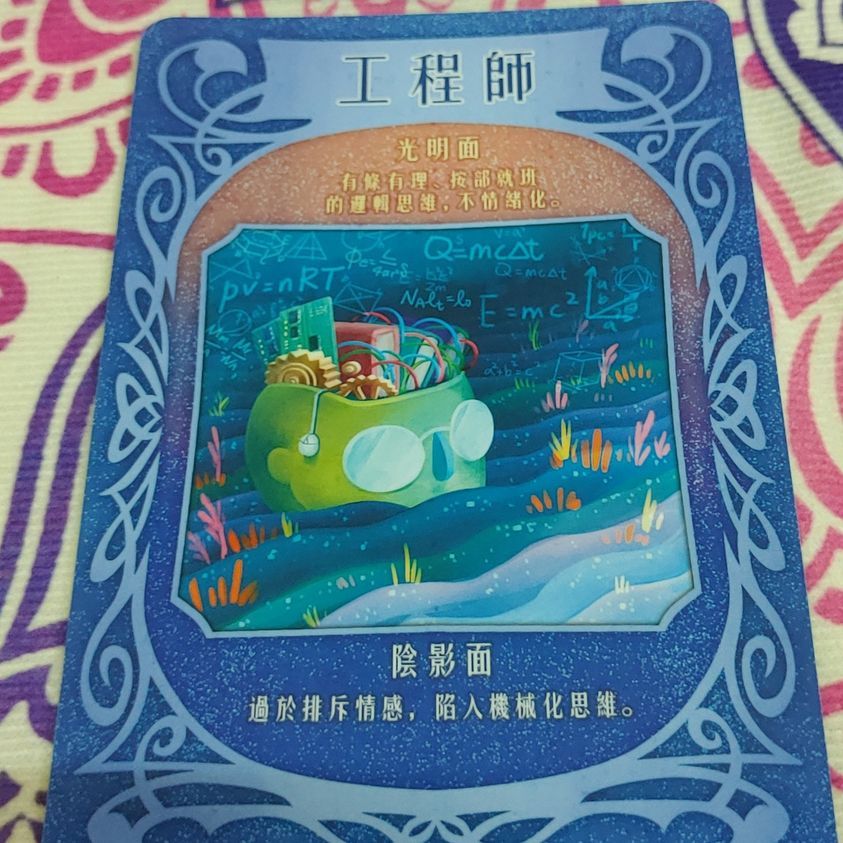 工程師
光明面
有條有理、按部就班
的邏輯思維，不情緒化。
Q=mc∆t
Q=mc∆t
pv=nRT
E=mc²
陰影面
過於排斥情感，陷入機械化思維。